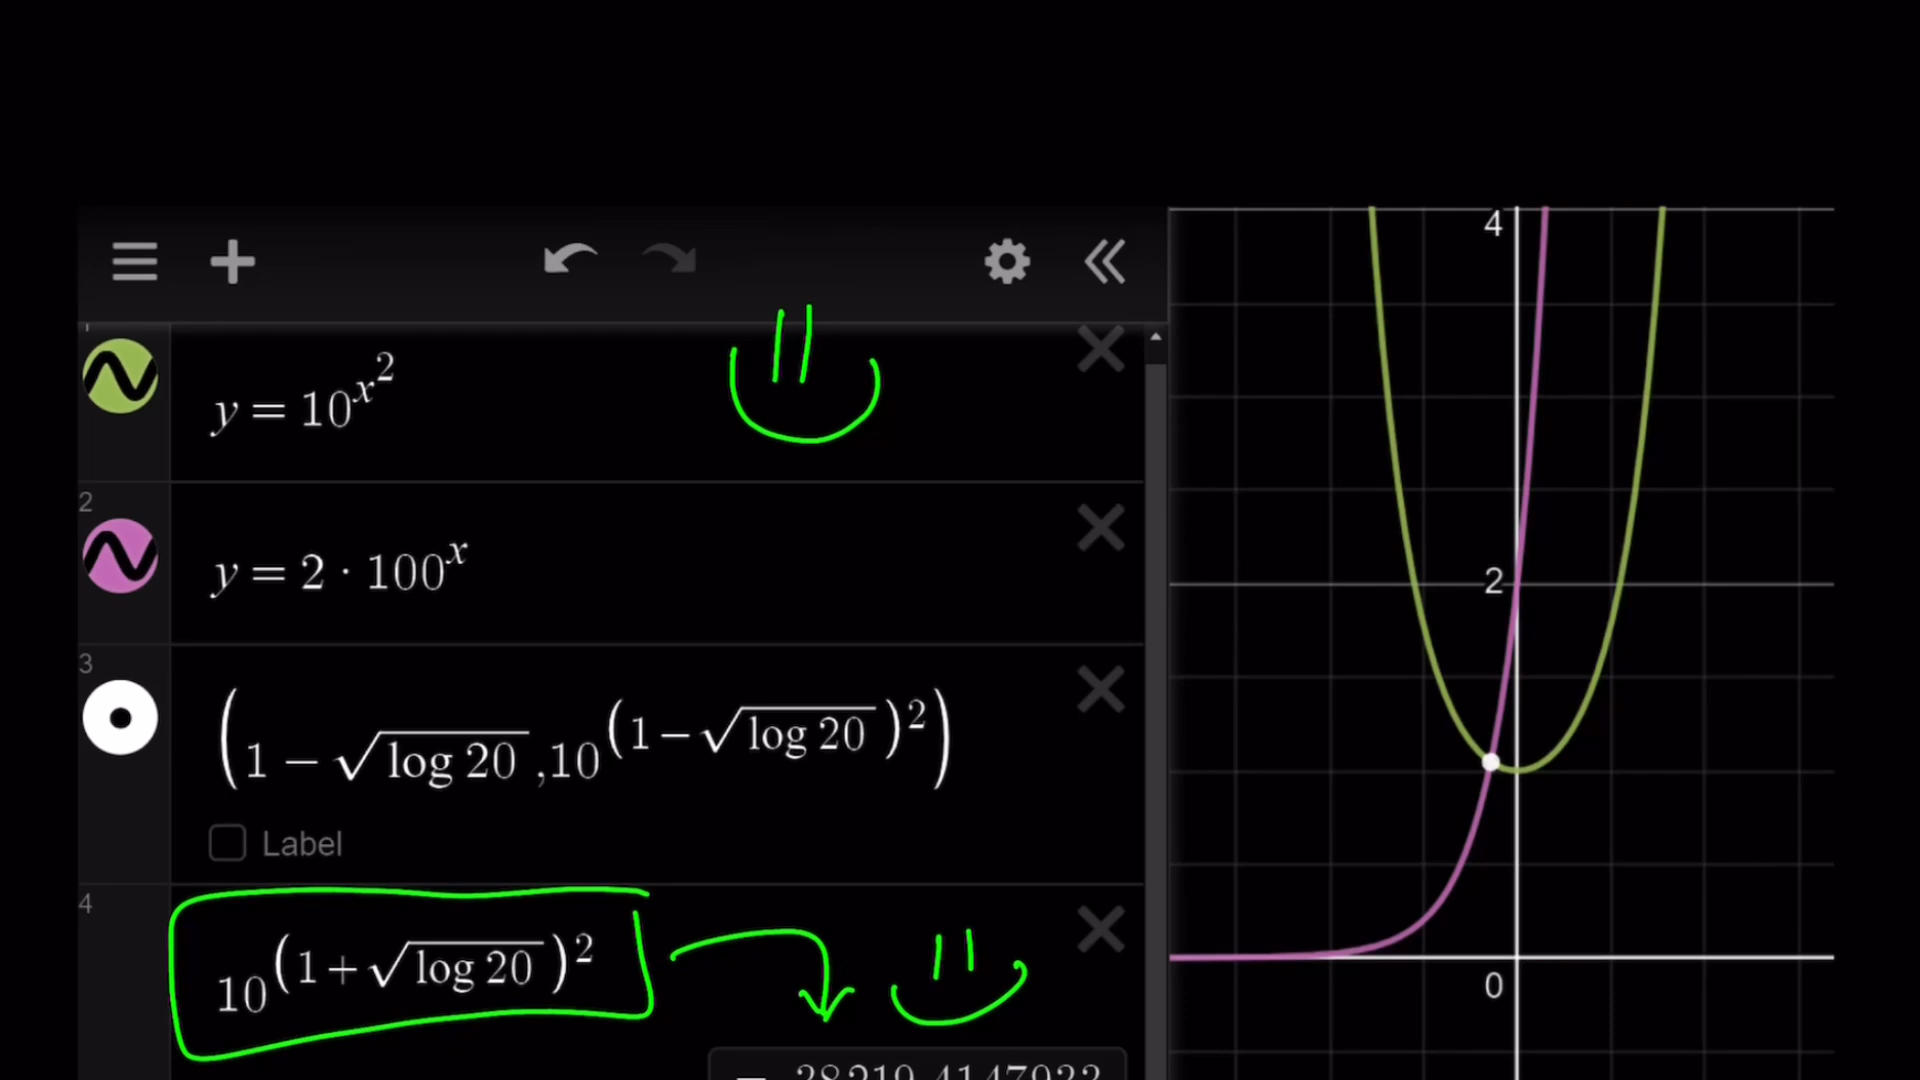 4
1
y = 10^{x^2}
2
y = 2 · 100^x
2
3
(1 − √log 20 ,10^{(1−√log 20)^2})
Label
4
10^{(1+√log 20)^2}
0